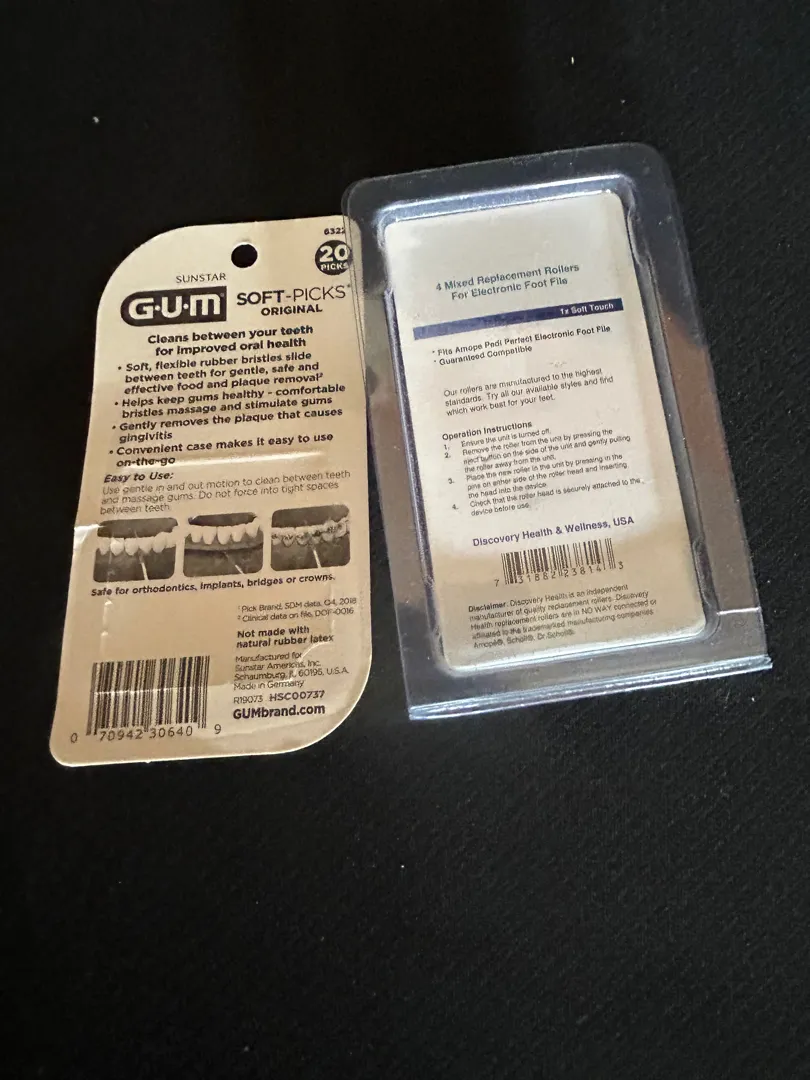 6322
20
PICKS
SUNSTAR
G·U·M SOFT-PICKS®
ORIGINAL
Cleans between your teeth
for improved oral health
• Soft, flexible rubber bristles slide
between teeth for gentle, safe and
effective food and plaque removal²
• Helps keep gums healthy - comfortable
bristles massage and stimulate gums
• Gently removes the plaque that causes
gingivitis
• Convenient case makes it easy to use
on-the-go
Easy to Use:
Use gentle in and out motion to clean between teeth
and massage gums. Do not force into tight spaces
between teeth.
Safe for orthodontics, implants, bridges or crowns.
¹ Pick Brand, SDM data, Q4, 2018
² Clinical data on file, DOF-0016
Not made with
natural rubber latex
Manufactured for
Sunstar Americas, Inc.
Schaumburg, IL 60195, U.S.A.
Made in Germany
R19073 HSC00737
GUMbrand.com
0 70942 30640 9
4 Mixed Replacement Rollers
For Electronic Foot File
1x Soft Touch
* Fits Amope Pedi Perfect Electronic Foot File
* Guaranteed Compatible
Our rollers are manufactured to the highest
standards. Try all our available styles and find
which work best for your feet.
Operation Instructions
1. Ensure the unit is turned off.
2. Remove the roller from the unit by pressing the
eject button on the side of the unit and gently pulling
the roller away from the unit.
3. Place the new roller in the unit by pressing in the
pins on either side of the roller head and inserting
the head into the device.
4. Check that the roller head is securely attached to the
device before use.
Discovery Health & Wellness, USA
7 31882 23814 3
Disclaimer: Discovery Health is an independent
manufacturer of quality replacement rollers. Discovery
Health replacement rollers are in NO WAY connected or
affiliated to the trademarked manufacturing companies
Amopé®, Scholl®, Dr.Scholl®.